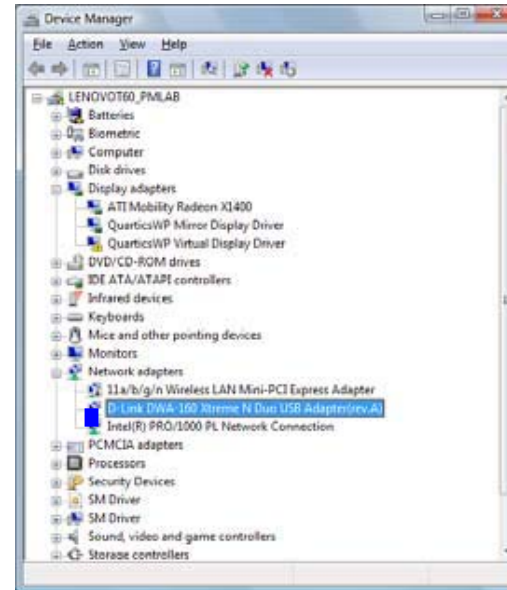 Device Manager
File Action View Help
LENOVOT60_PMLAB
Batteries
Biometric
Computer
Disk drives
Display adapters
ATI Mobility Radeon X1400
QuarticsWP Mirror Display Driver
QuarticsWP Virtual Display Driver
DVD/CD-ROM drives
IDE ATA/ATAPI controllers
Infrared devices
Keyboards
Mice and other pointing devices
Monitors
Network adapters
11a/b/g/n Wireless LAN Mini-PCI Express Adapter
D-Link DWA-160 Xtreme N Duo USB Adapter(rev.A)
Intel(R) PRO/1000 PL Network Connection
PCMCIA adapters
Processors
Security Devices
SM Driver
SM Driver
Sound, video and game controllers
Storage controllers